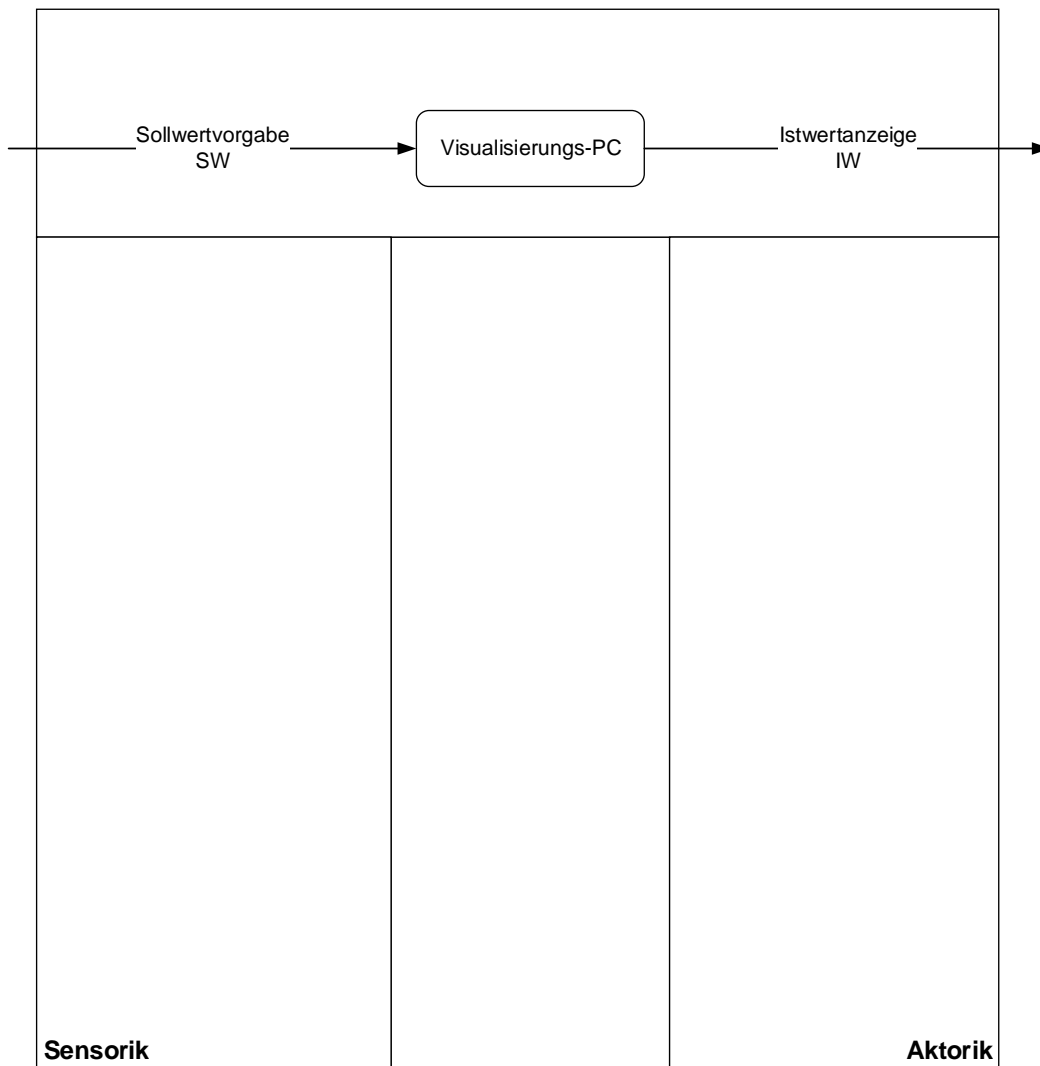 Sollwertvorgabe
SW
Visualisierungs-PC
Istwertanzeige
IW
Sensorik
Aktorik